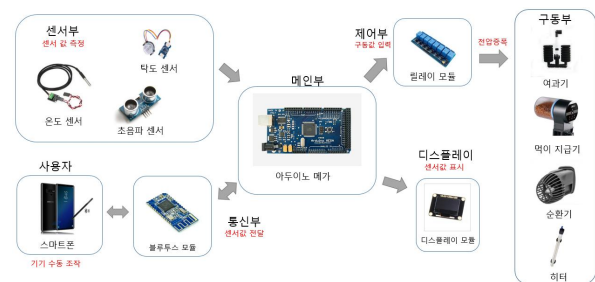 센서부
센서 값 측정
탁도 센서
온도 센서
초음파 센서
메인부
아두이노 메가
제어부
구동값 입력
릴레이 모듈
전압증폭
구동부
여과기
먹이 지급기
순환기
히터
디스플레이
센서값 표시
디스플레이 모듈
사용자
스마트폰
기기 수동 조작
블루투스 모듈
통신부
센서값 전달